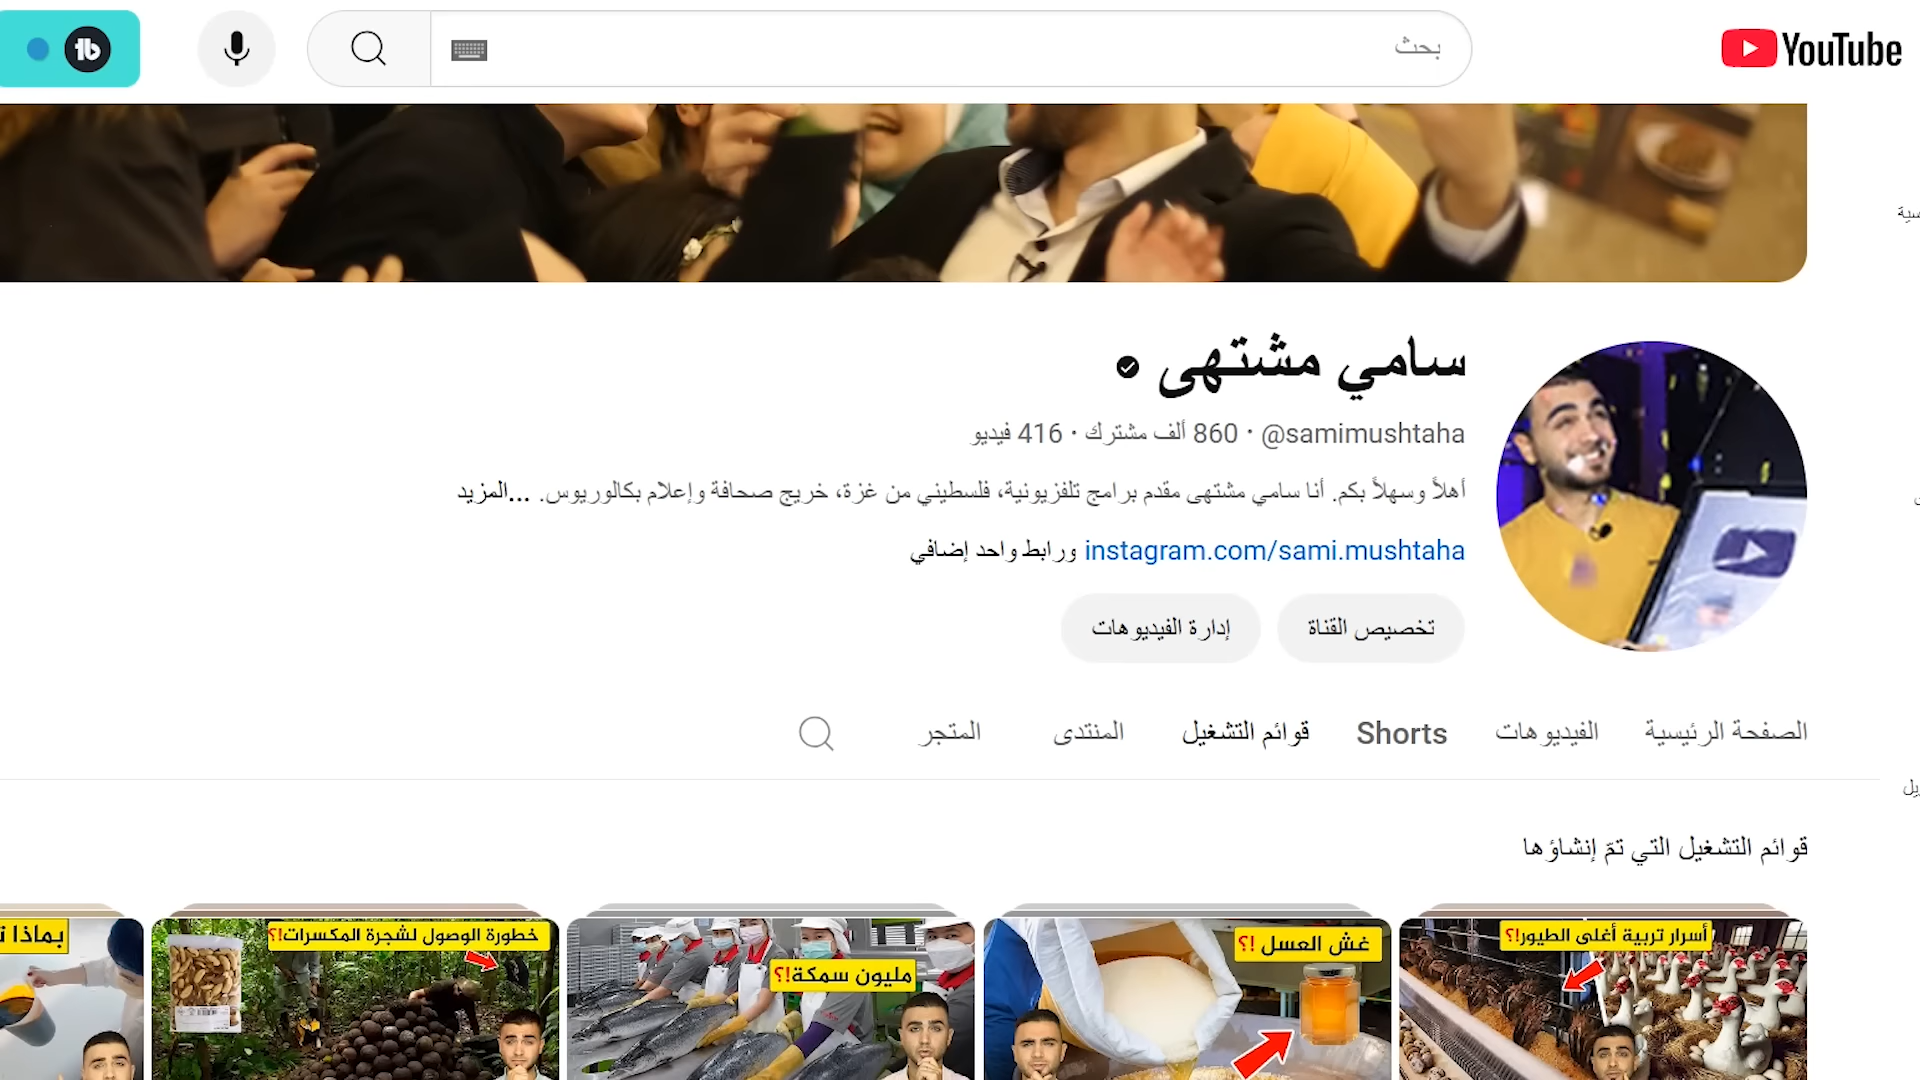 YouTube
بحث
سامي مشتهى
@samimushtaha · 860 ألف مشترك · 416 فيديو
أهلاً وسهلاً بكم. أنا سامي مشتهى مقدم برامج تلفزيونية، فلسطيني من غزة، خريج صحافة وإعلام بكالوريوس. ...المزيد
instagram.com/sami.mushtaha ورابط واحد إضافي
تخصيص القناة
إدارة الفيديوهات
الصفحة الرئيسية
الفيديوهات
Shorts
قوائم التشغيل
المنتدى
المتجر
قوائم التشغيل التي تمّ إنشاؤها
أسرار تربية أغلى الطيور!؟
غش العسل !؟
مليون سمكة!؟
خطورة الوصول لشجرة المكسرات!؟
بماذا